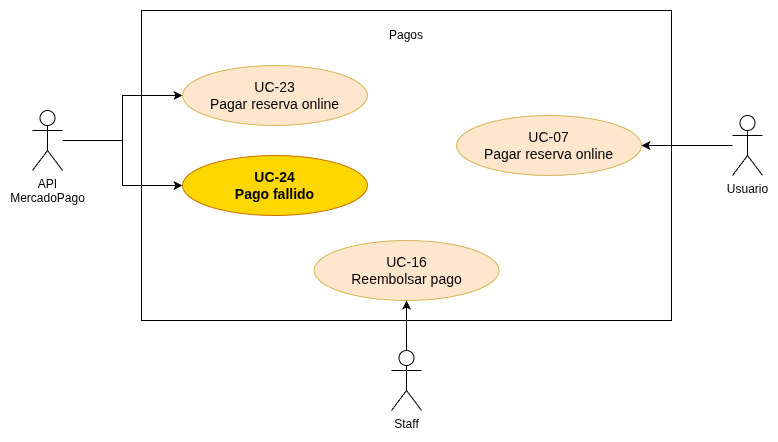 Pagos
UC-23
Pagar reserva online
UC-24
Pago fallido
UC-07
Pagar reserva online
UC-16
Reembolsar pago
API
MercadoPago
Usuario
Staff